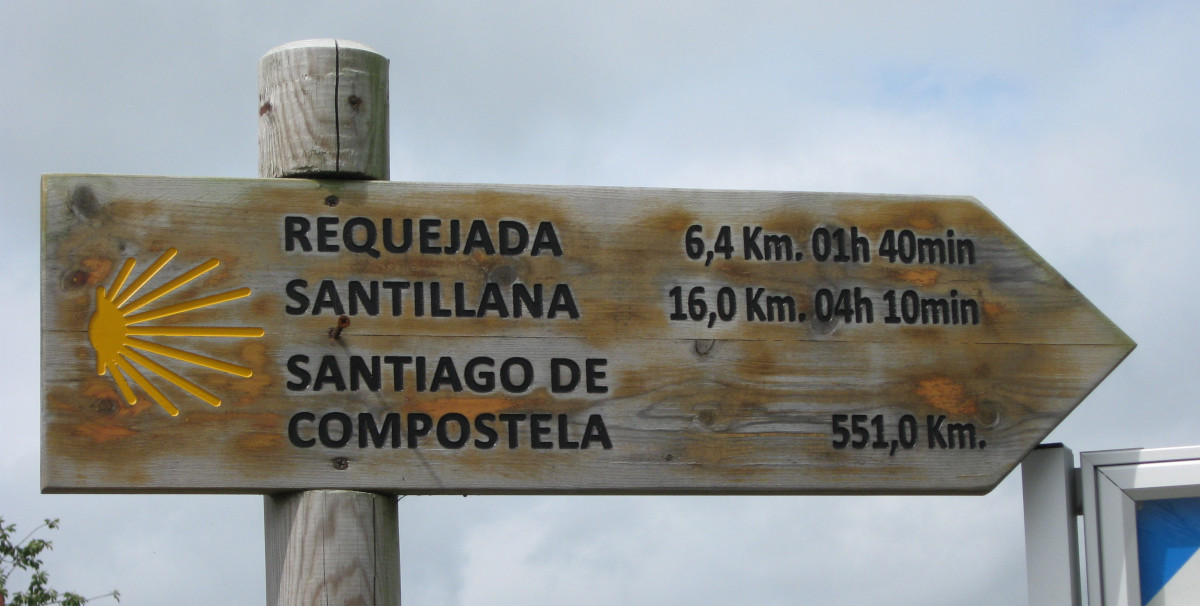 REQUEJADA 6,4 Km. 01h 40min
SANTILLANA 16,0 Km. 04h 10min
SANTIAGO DE
COMPOSTELA 551,0 Km.